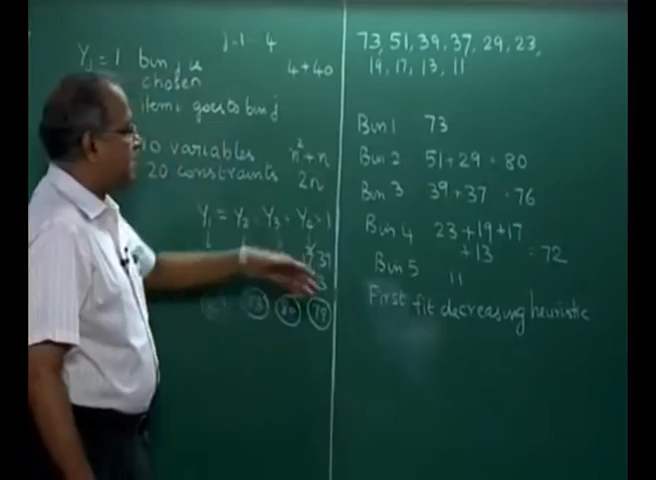 j=1-4
Yj = 1 bin j is
chosen
4+40
item i goes to bin j
10 variables n²+n
20 constraints 2n
Y1 = Y2 = Y3 = Y4 = 1
80 78
73, 51, 39, 37, 29, 23,
19, 17, 13, 11
Bin 1 73
Bin 2 51+29 = 80
Bin 3 39+37 = 76
Bin 4 23+19+17
+13 = 72
Bin 5 11
First fit decreasing heuristic